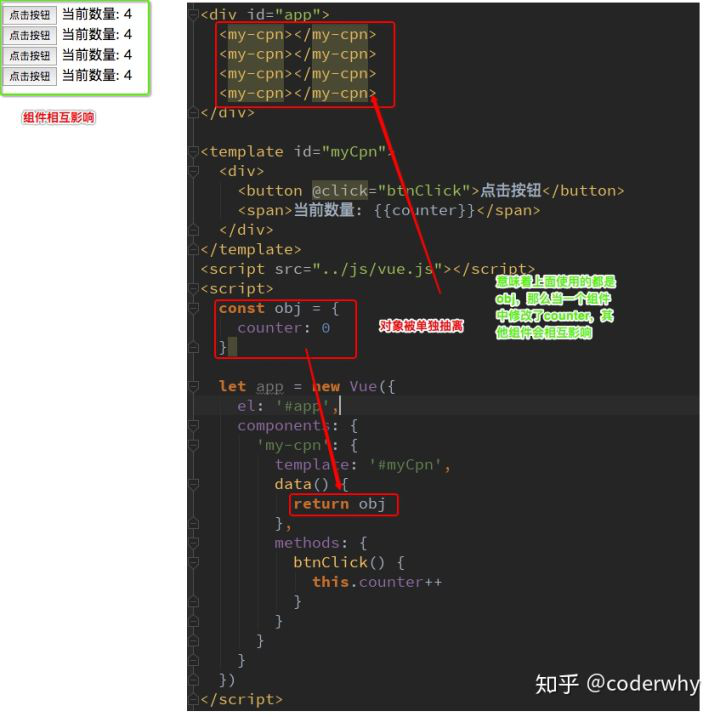 点击按钮 当前数量: 4
点击按钮 当前数量: 4
点击按钮 当前数量: 4
点击按钮 当前数量: 4
组件相互影响
<div id="app">
<my-cpn></my-cpn>
<my-cpn></my-cpn>
<my-cpn></my-cpn>
<my-cpn></my-cpn>
</div>
<template id="myCpn">
<div>
<button @click="btnClick">点击按钮</button>
<span>当前数量: {{counter}}</span>
</div>
</template>
<script src="../js/vue.js"></script>
<script>
const obj = {
counter: 0
}
对象被单独抽离
意味着上面使用的都是
obj，那么当一个组件
中修改了counter，其
他组件会相互影响
let app = new Vue({
el: '#app',
components: {
'my-cpn': {
template: '#myCpn',
data() {
return obj
},
methods: {
btnClick() {
this.counter++
}
}
}
}
})
</script>
知乎 @coderwhy